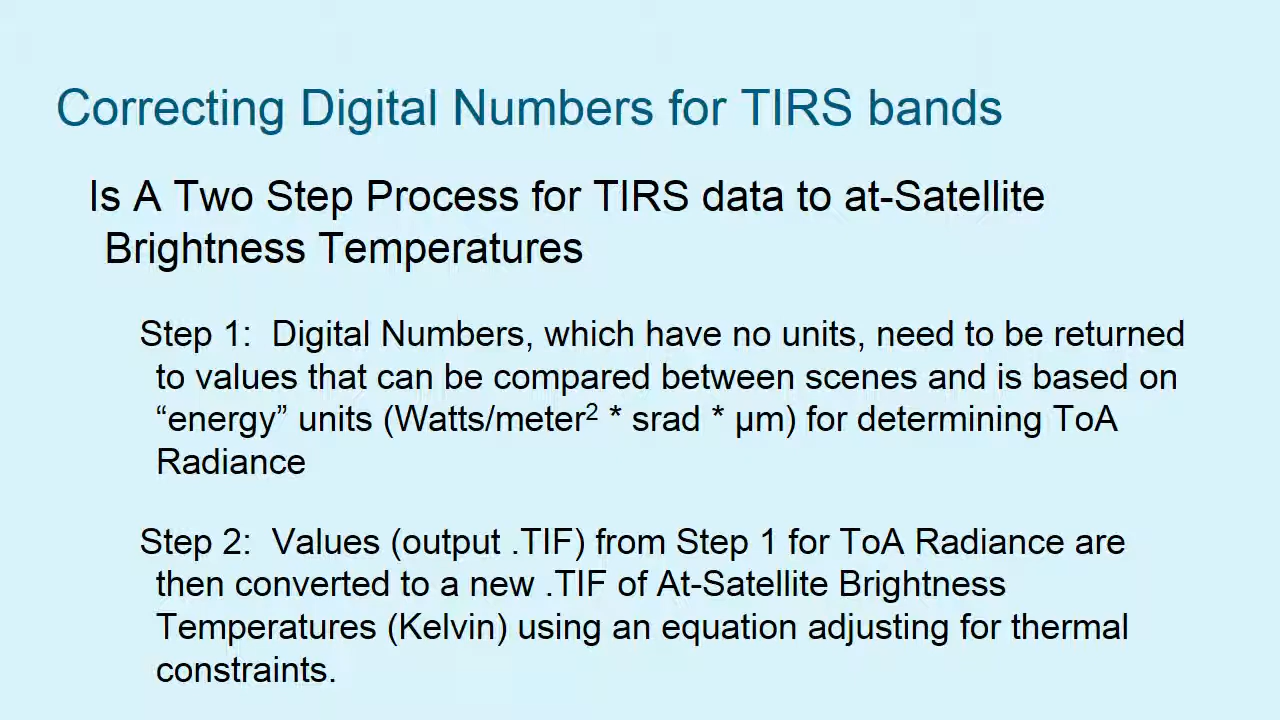 Correcting Digital Numbers for TIRS bands
Is A Two Step Process for TIRS data to at-Satellite
Brightness Temperatures
Step 1:  Digital Numbers, which have no units, need to be returned
to values that can be compared between scenes and is based on
“energy” units (Watts/meter² * srad * µm) for determining ToA
Radiance
Step 2:  Values (output .TIF) from Step 1 for ToA Radiance are
then converted to a new .TIF of At-Satellite Brightness
Temperatures (Kelvin) using an equation adjusting for thermal
constraints.